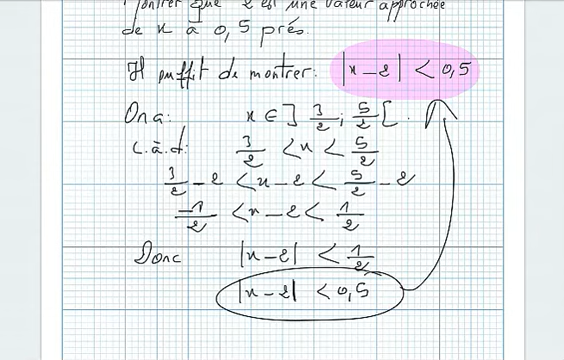 Montrer que 2 est une valeur approchée
de x à 0,5 prés.
Il suffit de montrer: |x-2| < 0,5
On a: x ∈ ] 3/2 ; 5/2 [.
c.à.d: 3/2 < x < 5/2
3/2 - 2 < x - 2 < 5/2 - 2
-1/2 < x - 2 < 1/2
Donc |x-2| < 1/2
|x-2| < 0,5